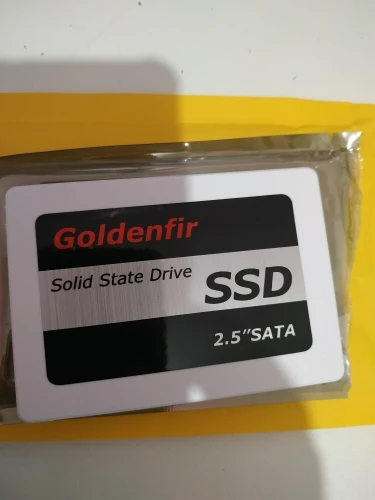 Goldenfir
Solid State Drive
SSD
2.5"SATA